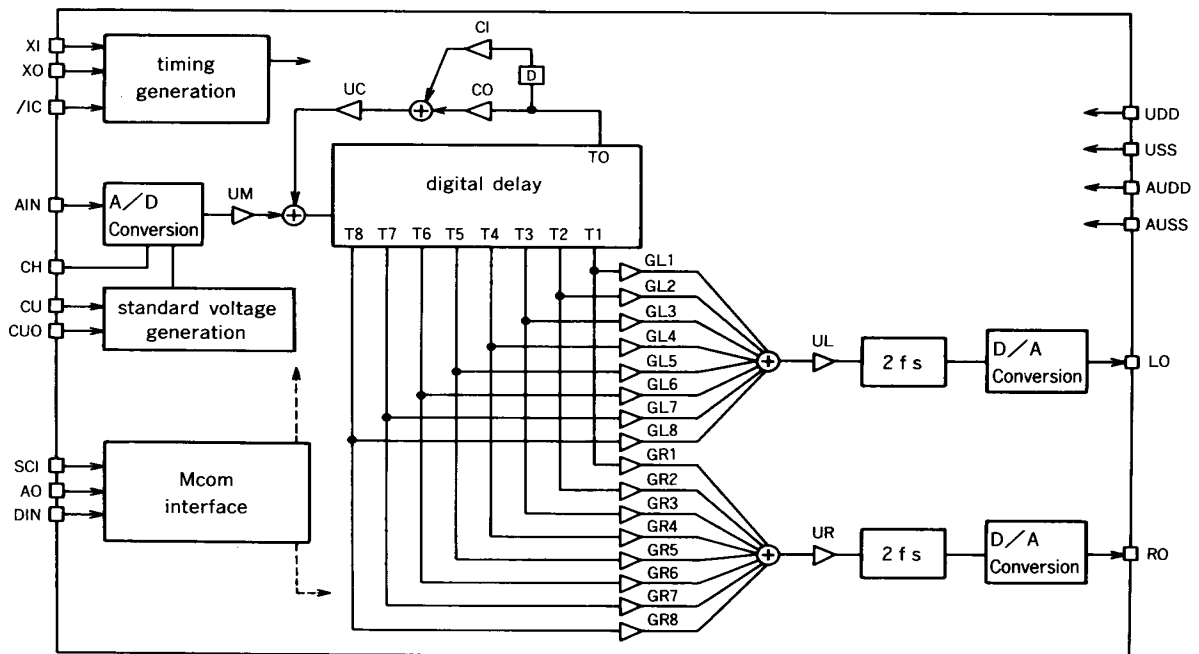 XI
XO
/IC
timing
generation
CI
D
UC
CO
+
UDD
USS
AUDD
AUSS
TO
digital delay
T8 T7 T6 T5 T4 T3 T2 T1
AIN
A/D
Conversion
UM
+
CH
CU
CUO
standard voltage
generation
GL1
GL2
GL3
GL4
GL5
GL6
GL7
GL8
+
UL
2fs
D/A
Conversion
LO
SCI
AO
DIN
Mcom
interface
GR1
GR2
GR3
GR4
GR5
GR6
GR7
GR8
+
UR
2fs
D/A
Conversion
RO